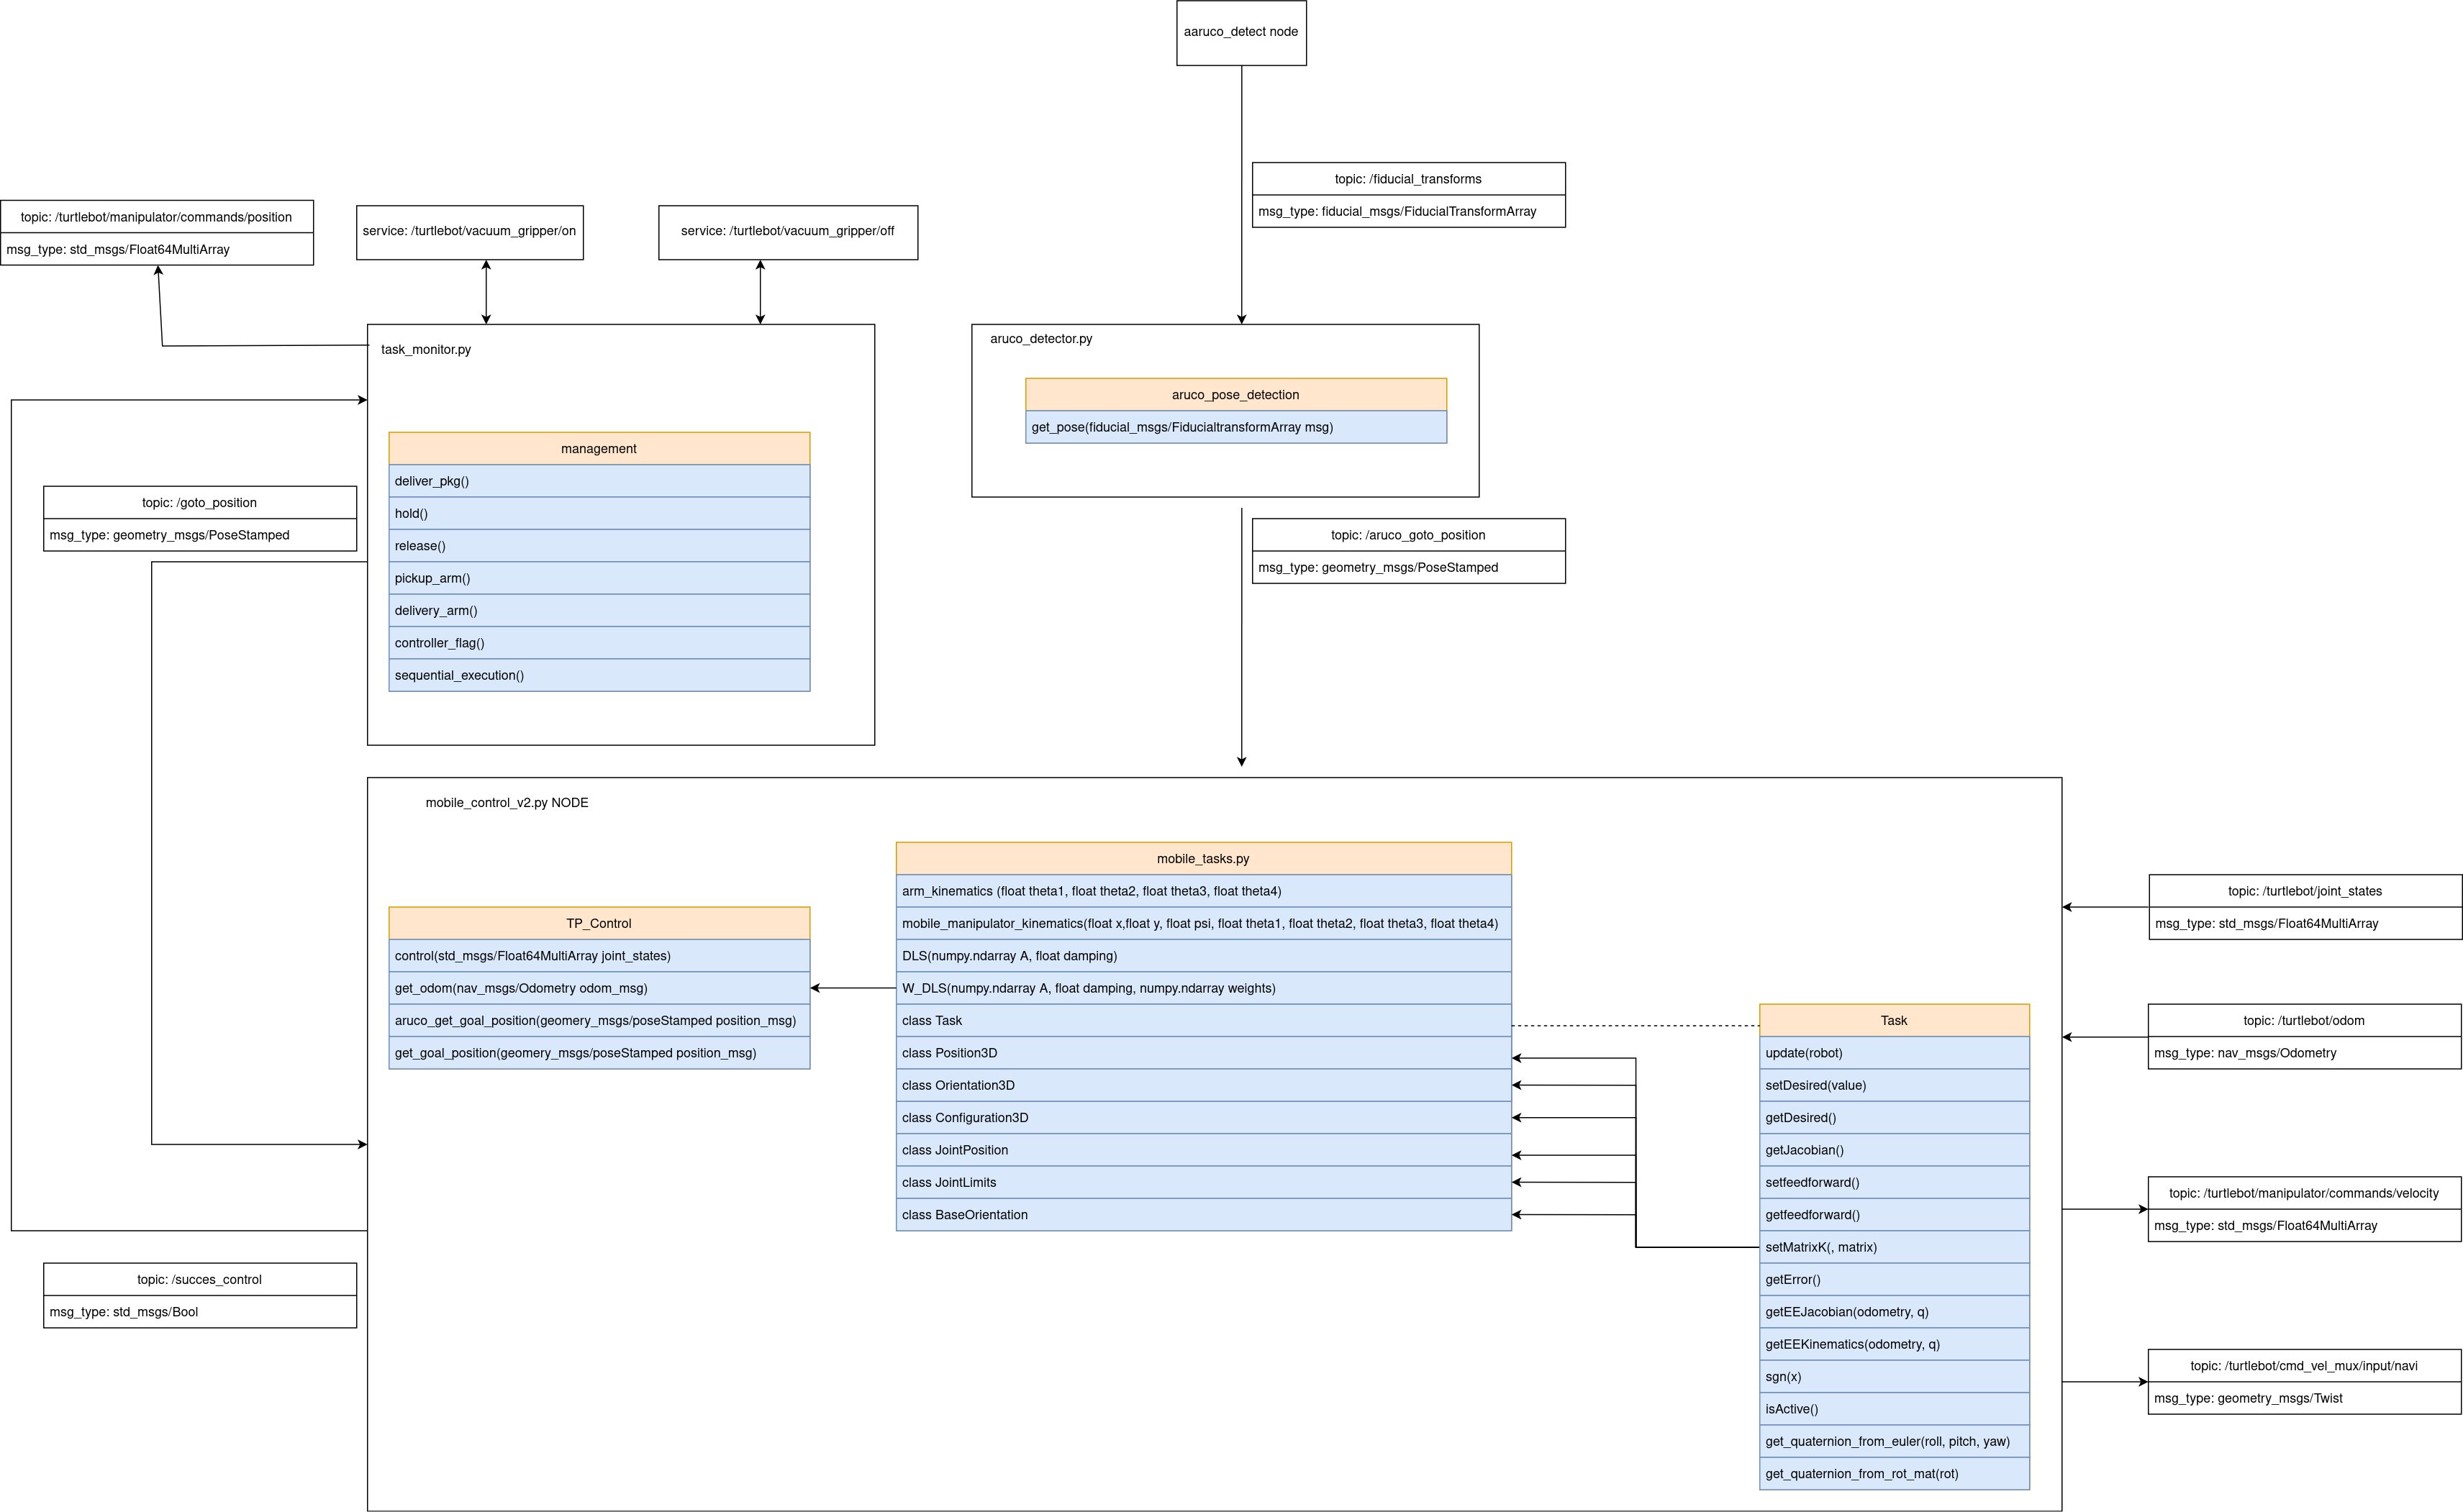 aaruco_detect node
topic: /fiducial_transforms
msg_type: fiducial_msgs/FiducialTransformArray
topic: /turtlebot/manipulator/commands/position
msg_type: std_msgs/Float64MultiArray
service: /turtlebot/vacuum_gripper/on
service: /turtlebot/vacuum_gripper/off
task_monitor.py
management
deliver_pkg()
hold()
release()
pickup_arm()
delivery_arm()
controller_flag()
sequential_execution()
aruco_detector.py
aruco_pose_detection
get_pose(fiducial_msgs/FiducialtransformArray msg)
topic: /goto_position
msg_type: geometry_msgs/PoseStamped
topic: /aruco_goto_position
msg_type: geometry_msgs/PoseStamped
mobile_control_v2.py NODE
TP_Control
control(std_msgs/Float64MultiArray joint_states)
get_odom(nav_msgs/Odometry odom_msg)
aruco_get_goal_position(geomery_msgs/poseStamped position_msg)
get_goal_position(geomery_msgs/poseStamped position_msg)
mobile_tasks.py
arm_kinematics (float theta1, float theta2, float theta3, float theta4)
mobile_manipulator_kinematics(float x,float y, float psi, float theta1, float theta2, float theta3, float theta4)
DLS(numpy.ndarray A, float damping)
W_DLS(numpy.ndarray A, float damping, numpy.ndarray weights)
class Task
class Position3D
class Orientation3D
class Configuration3D
class JointPosition
class JointLimits
class BaseOrientation
Task
update(robot)
setDesired(value)
getDesired()
getJacobian()
setfeedforward()
getfeedforward()
setMatrixK(, matrix)
getError()
getEEJacobian(odometry, q)
getEEKinematics(odometry, q)
sgn(x)
isActive()
get_quaternion_from_euler(roll, pitch, yaw)
get_quaternion_from_rot_mat(rot)
topic: /turtlebot/joint_states
msg_type: std_msgs/Float64MultiArray
topic: /turtlebot/odom
msg_type: nav_msgs/Odometry
topic: /turtlebot/manipulator/commands/velocity
msg_type: std_msgs/Float64MultiArray
topic: /turtlebot/cmd_vel_mux/input/navi
msg_type: geometry_msgs/Twist
topic: /succes_control
msg_type: std_msgs/Bool